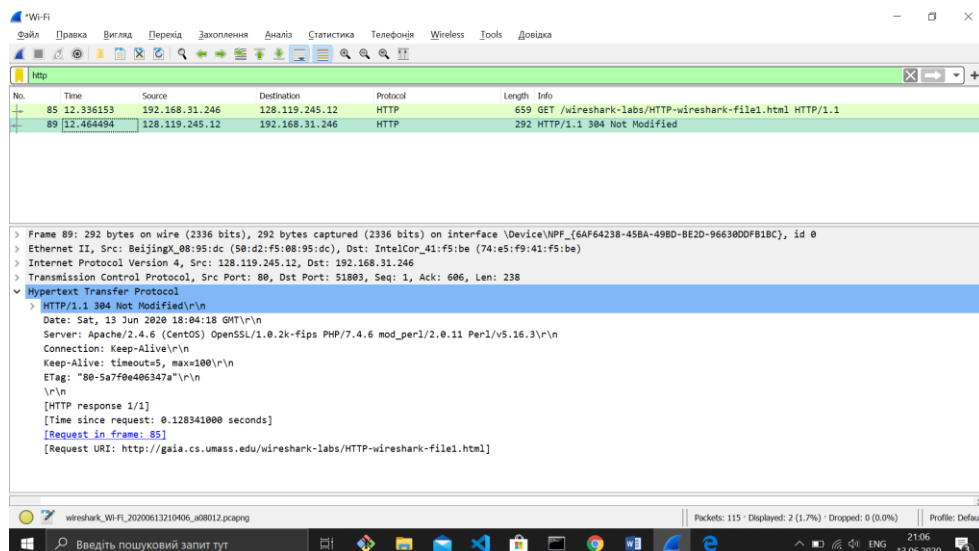 *Wi-Fi
Файл Правка Вигляд Перехід Захоплення Аналіз Статистика Телефонія Wireless Tools Довідка
http
No. Time Source Destination Protocol Length Info
85 12.336153 192.168.31.246 128.119.245.12 HTTP 659 GET /wireshark-labs/HTTP-wireshark-file1.html HTTP/1.1
89 12.464494 128.119.245.12 192.168.31.246 HTTP 292 HTTP/1.1 304 Not Modified
Frame 89: 292 bytes on wire (2336 bits), 292 bytes captured (2336 bits) on interface \Device\NPF_{6AF64238-45BA-49BD-BE2D-96630DDFB1BC}, id 0
Ethernet II, Src: BeijingX_08:95:dc (50:d2:f5:08:95:dc), Dst: IntelCor_41:f5:be (74:e5:f9:41:f5:be)
Internet Protocol Version 4, Src: 128.119.245.12, Dst: 192.168.31.246
Transmission Control Protocol, Src Port: 80, Dst Port: 51803, Seq: 1, Ack: 606, Len: 238
Hypertext Transfer Protocol
HTTP/1.1 304 Not Modified\r\n
Date: Sat, 13 Jun 2020 18:04:18 GMT\r\n
Server: Apache/2.4.6 (CentOS) OpenSSL/1.0.2k-fips PHP/7.4.6 mod_perl/2.0.11 Perl/v5.16.3\r\n
Connection: Keep-Alive\r\n
Keep-Alive: timeout=5, max=100\r\n
ETag: "80-5a7f0e406347a"\r\n
\r\n
[HTTP response 1/1]
[Time since request: 0.128341000 seconds]
[Request in frame: 85]
[Request URI: http://gaia.cs.umass.edu/wireshark-labs/HTTP-wireshark-file1.html]
wireshark_Wi-Fi_20200613210406_a08012.pcapng Packets: 115 · Displayed: 2 (1.7%) · Dropped: 0 (0.0%) Profile: Defau
Введіть пошуковий запит тут ENG 21:06
13.06.2020